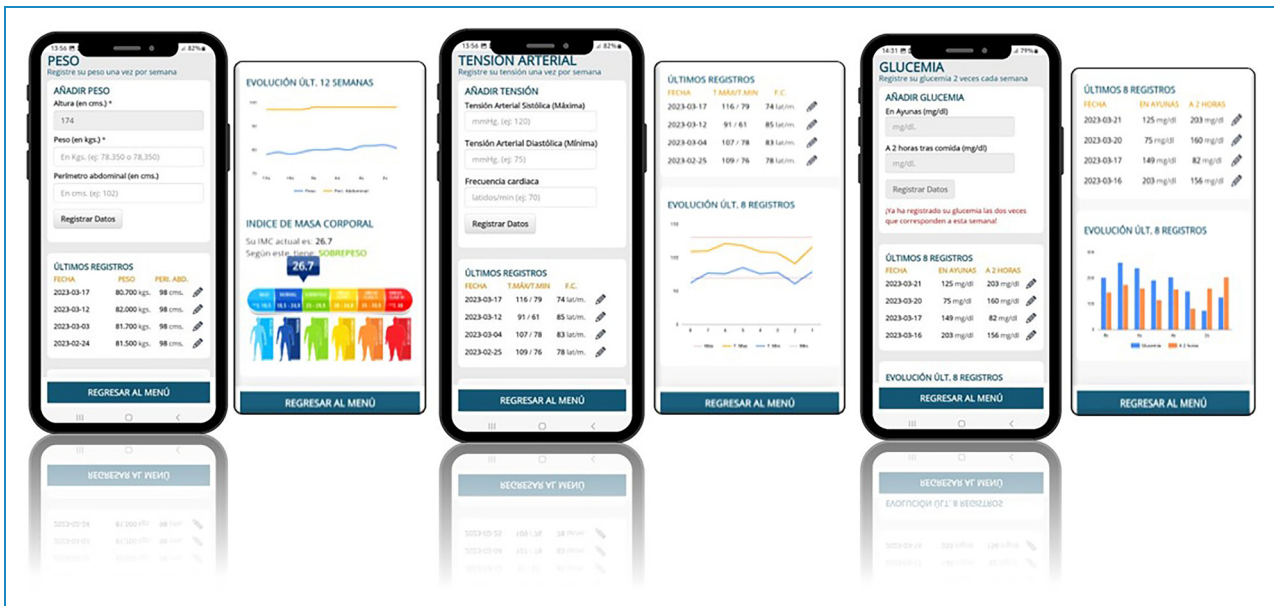 13:56 82%
PESO
Registre su peso una vez por semana
AÑADIR PESO
Altura (en cms.) *
174
Peso (en kgs.) *
En Kgs. (ej: 78.350 o 78,350)
Perímetro abdominal (en cms.)
En cms. (ej: 102)
Registrar Datos
ÚLTIMOS REGISTROS
FECHA PESO PERI. ABD.
2023-03-17 80.700 kgs. 98 cms.
2023-03-12 82.000 kgs. 98 cms.
2023-03-03 81.700 kgs. 98 cms.
2023-02-24 81.500 kgs. 98 cms.
REGRESAR AL MENÚ
EVOLUCIÓN ÚLT. 12 SEMANAS
Peso Peri. Abdominal
INDICE DE MASA CORPORAL
Su IMC actual es: 26.7
Según este, tiene: SOBREPESO
26.7
REGRESAR AL MENÚ
13:56 82%
TENSIÓN ARTERIAL
Registre su tensión una vez por semana
AÑADIR TENSIÓN
Tensión Arterial Sistólica (Máxima)
mmHg. (ej: 120)
Tensión Arterial Diastólica (Mínima)
mmHg. (ej: 75)
Frecuencia cardiaca
latidos/min (ej: 70)
Registrar Datos
ÚLTIMOS REGISTROS
FECHA T.MÁX/T.MIN F.C.
2023-03-17 116 / 79 74 lat/m.
2023-03-12 91 / 61 85 lat/m.
2023-03-04 107 / 78 83 lat/m.
2023-02-25 109 / 76 78 lat/m.
REGRESAR AL MENÚ
ÚLTIMOS REGISTROS
FECHA T.MÁX/T.MIN F.C.
2023-03-17 116 / 79 74 lat/m.
2023-03-12 91 / 61 85 lat/m.
2023-03-04 107 / 78 83 lat/m.
2023-02-25 109 / 76 78 lat/m.
EVOLUCIÓN ÚLT. 8 REGISTROS
8 7 6 5 4 3 2 1
REGRESAR AL MENÚ
14:31 79%
GLUCEMIA
Registre su glucemia 2 veces cada semana
AÑADIR GLUCEMIA
En Ayunas (mg/dl)
mg/dl.
A 2 horas tras comida (mg/dl)
mg/dl.
Registrar Datos
¡Ya ha registrado su glucemia las dos veces
que corresponden a esta semana!
ÚLTIMOS 8 REGISTROS
FECHA EN AYUNAS A 2 HORAS
2023-03-21 125 mg/dl 203 mg/dl
2023-03-20 75 mg/dl 160 mg/dl
2023-03-17 149 mg/dl 82 mg/dl
2023-03-16 203 mg/dl 156 mg/dl
EVOLUCIÓN ÚLT. 8 REGISTROS
REGRESAR AL MENÚ
ÚLTIMOS 8 REGISTROS
FECHA EN AYUNAS A 2 HORAS
2023-03-21 125 mg/dl 203 mg/dl
2023-03-20 75 mg/dl 160 mg/dl
2023-03-17 149 mg/dl 82 mg/dl
2023-03-16 203 mg/dl 156 mg/dl
EVOLUCIÓN ÚLT. 8 REGISTROS
Glucemia A 2 horas
REGRESAR AL MENÚ